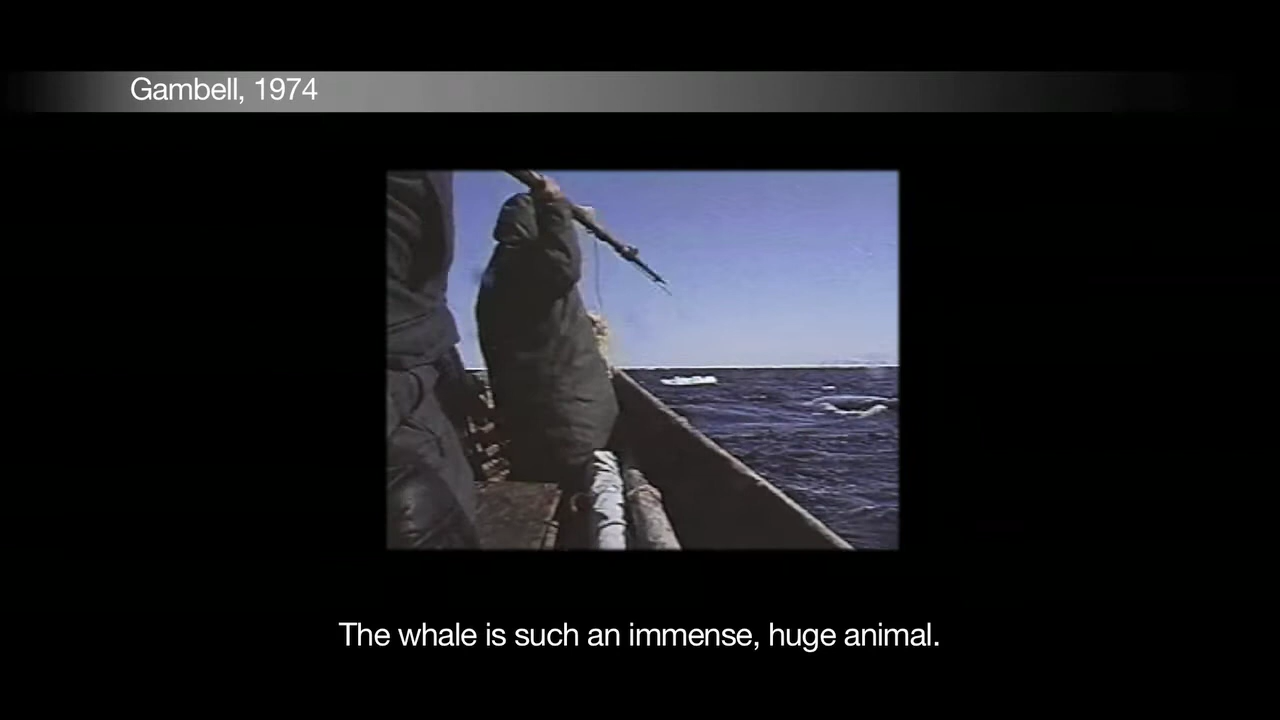 Gambell, 1974
The whale is such an immense, huge animal.